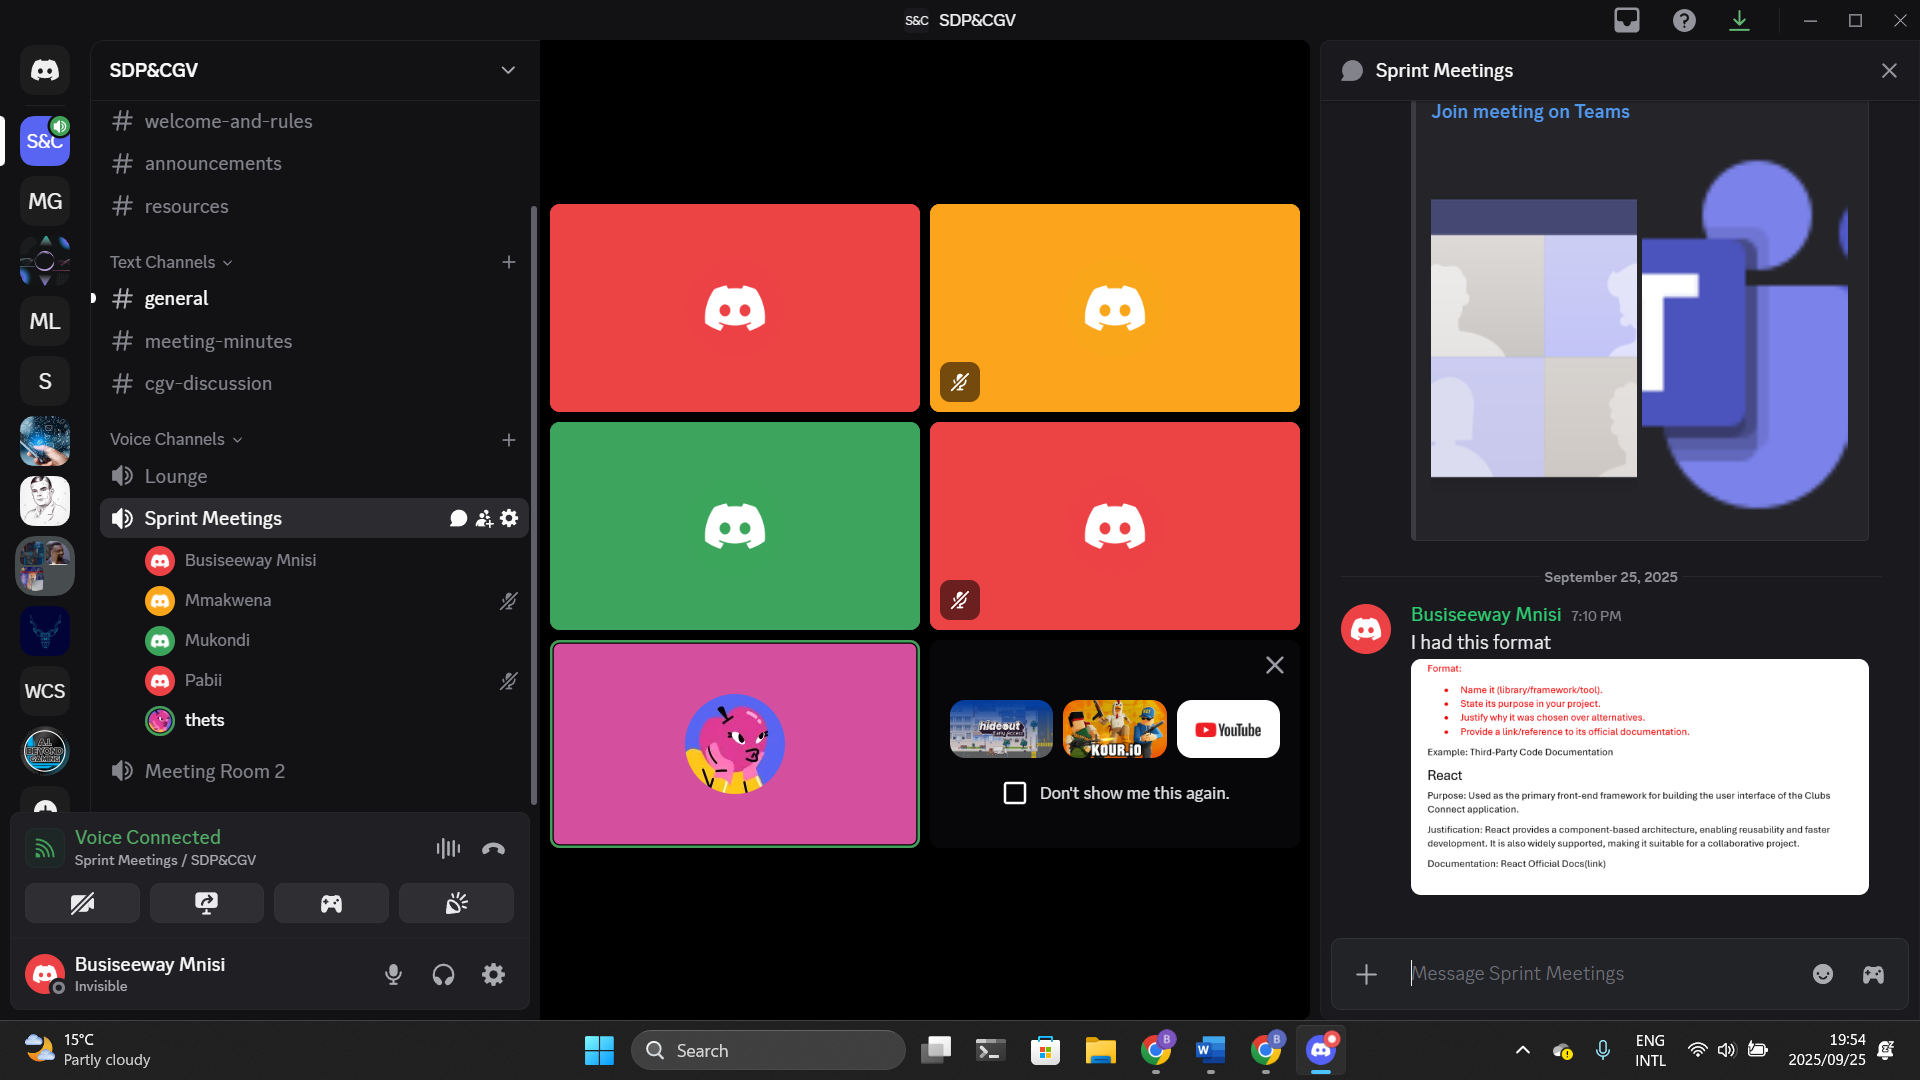 S&C SDP&CGV
SDP&CGV
S&C
MG
ML
S
WCS
A.I.
BEYOND
GAMING
welcome-and-rules
announcements
resources
Text Channels
general
meeting-minutes
cgv-discussion
Voice Channels
Lounge
Sprint Meetings
Busiseeway Mnisi
Mmakwena
Mukondi
Pabii
thets
Meeting Room 2
Voice Connected
Sprint Meetings / SDP&CGV
Busiseeway Mnisi
Invisible
hideout
Early Access
KOUR.IO
YouTube
Don't show me this again.
Sprint Meetings
Join meeting on Teams
T
September 25, 2025
Busiseeway Mnisi 7:10 PM
I had this format
Format:
• Name it (library/framework/tool).
• State its purpose in your project.
• Justify why it was chosen over alternatives.
• Provide a link/reference to its official documentation.
Example: Third-Party Code Documentation
React
Purpose: Used as the primary front-end framework for building the user interface of the Clubs
Connect application.
Justification: React provides a component-based architecture, enabling reusability and faster
development. It is also widely supported, making it suitable for a collaborative project.
Documentation: React Official Docs(link)
Message Sprint Meetings
15°C
Partly cloudy
Search
B
W
B
ENG
INTL
19:54
2025/09/25